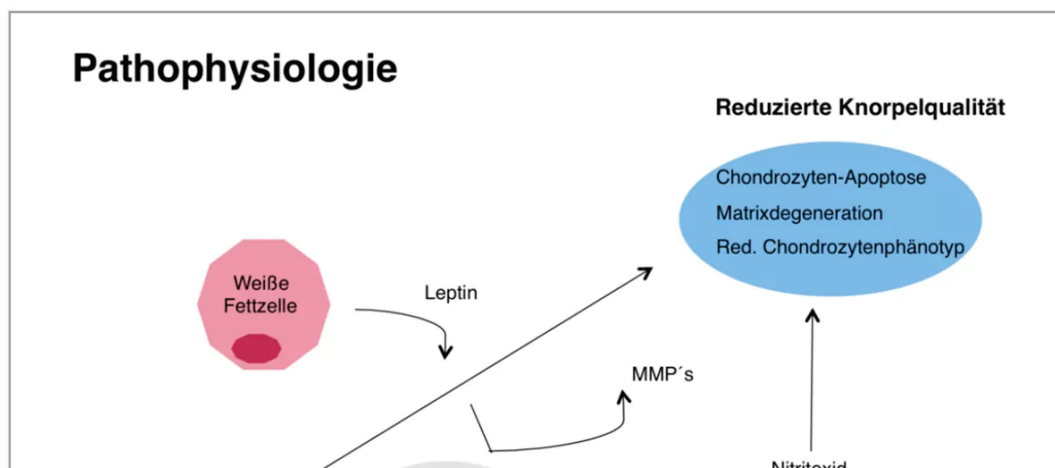 Pathophysiologie
Reduzierte Knorpelqualität
Chondrozyten-Apoptose
Matrixdegeneration
Red. Chondrozytenphänotyp
Weiße
Fettzelle
Leptin
MMP´s